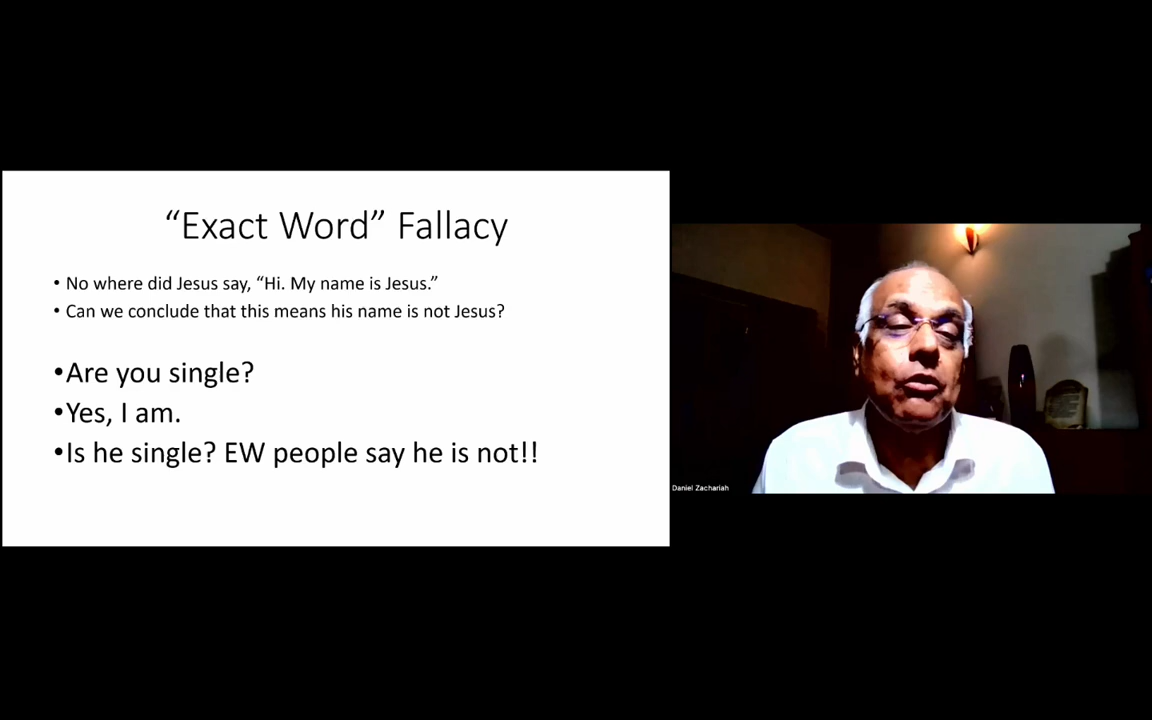 “Exact Word” Fallacy
• No where did Jesus say, “Hi. My name is Jesus.”
• Can we conclude that this means his name is not Jesus?
•Are you single?
•Yes, I am.
•Is he single? EW people say he is not!!
Daniel Zachariah